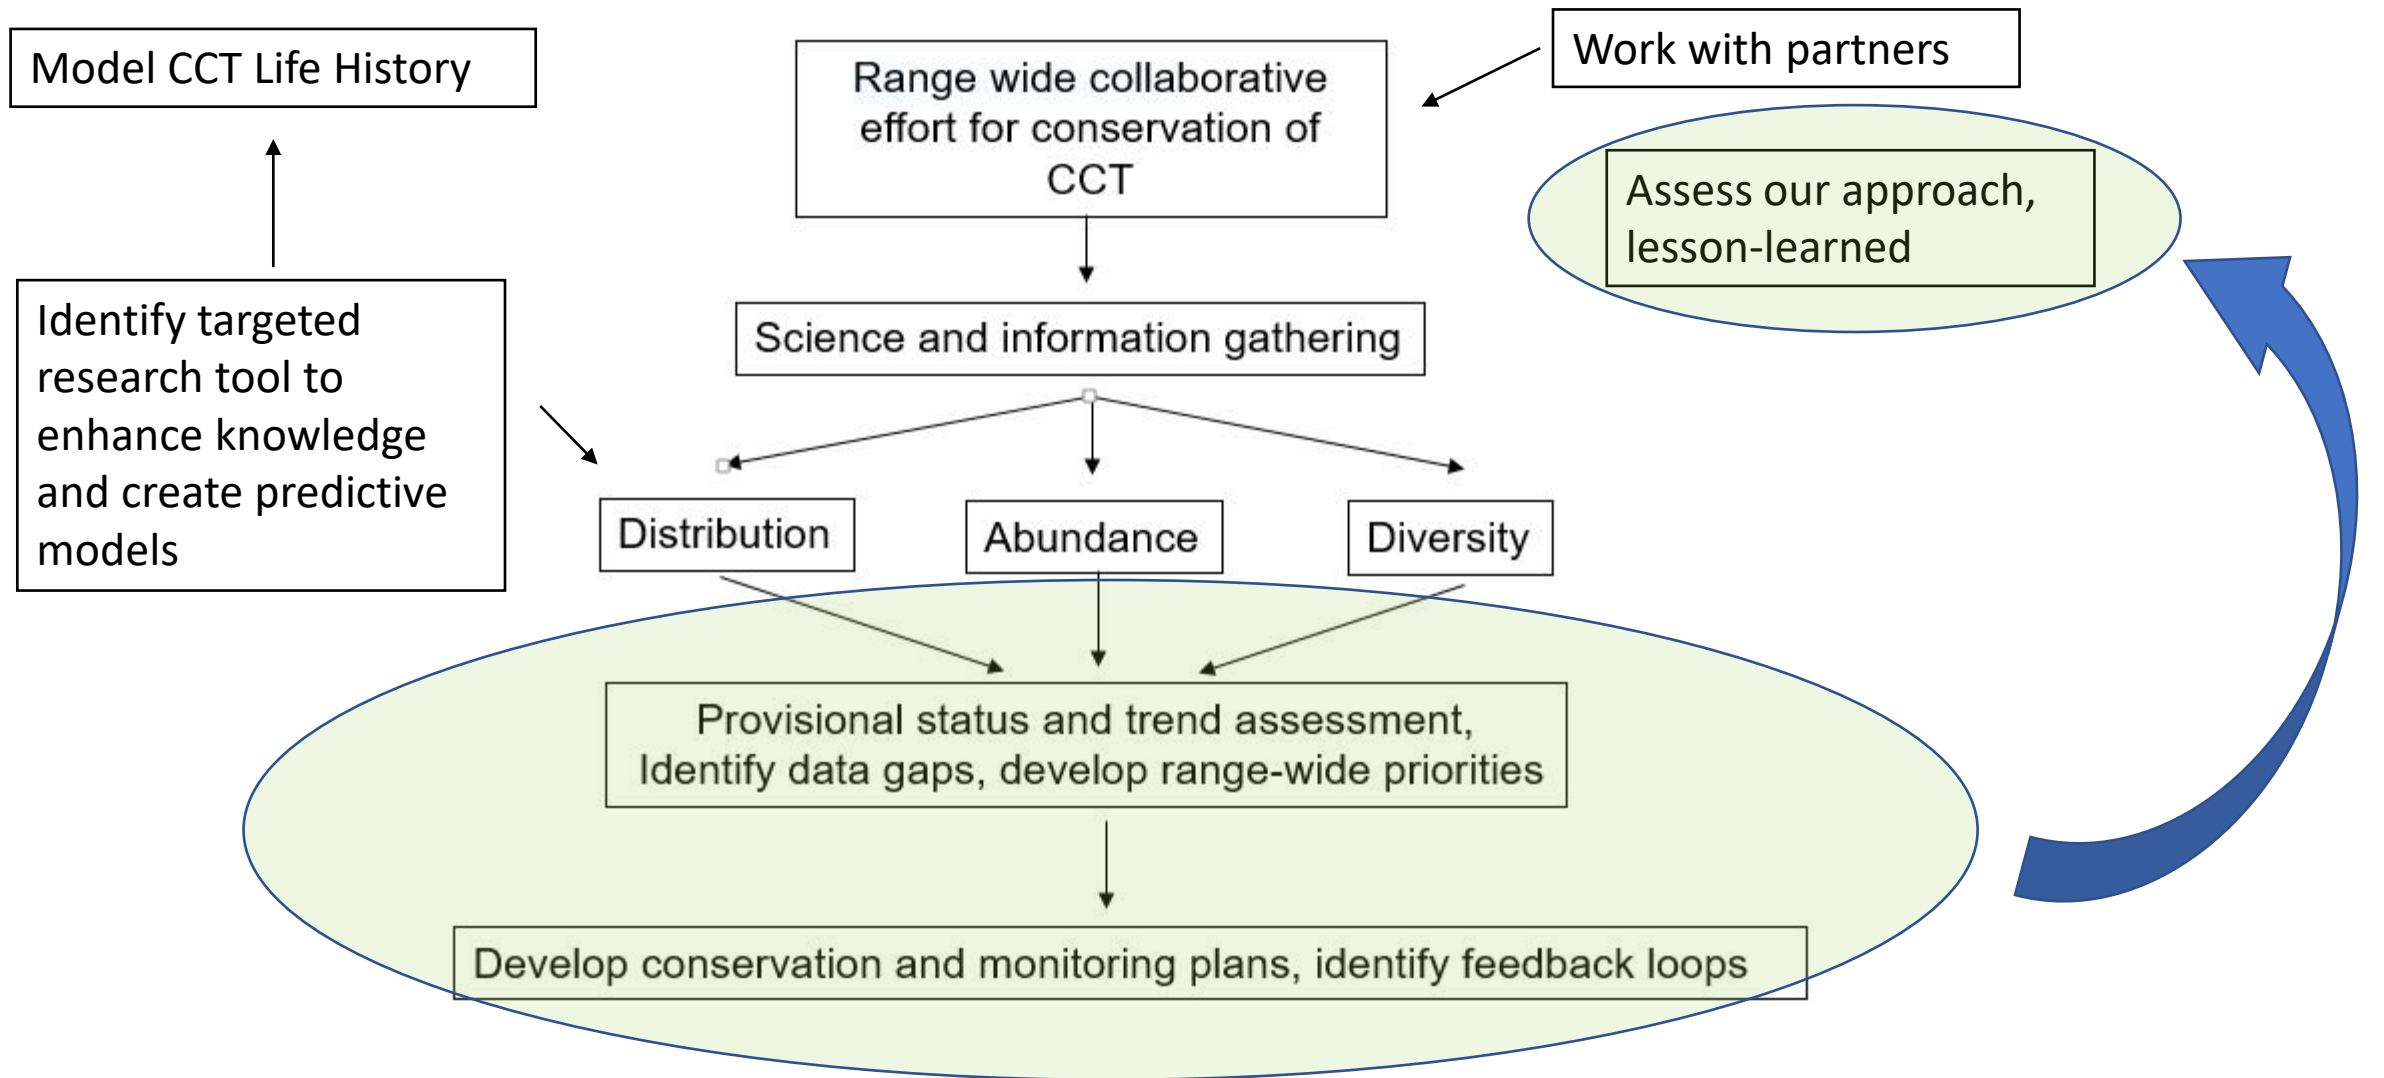 Model CCT Life History
Range wide collaborative
effort for conservation of
CCT
Work with partners
Assess our approach,
lesson-learned
Identify targeted
research tool to
enhance knowledge
and create predictive
models
Science and information gathering
Distribution
Abundance
Diversity
Provisional status and trend assessment,
Identify data gaps, develop range-wide priorities
Develop conservation and monitoring plans, identify feedback loops